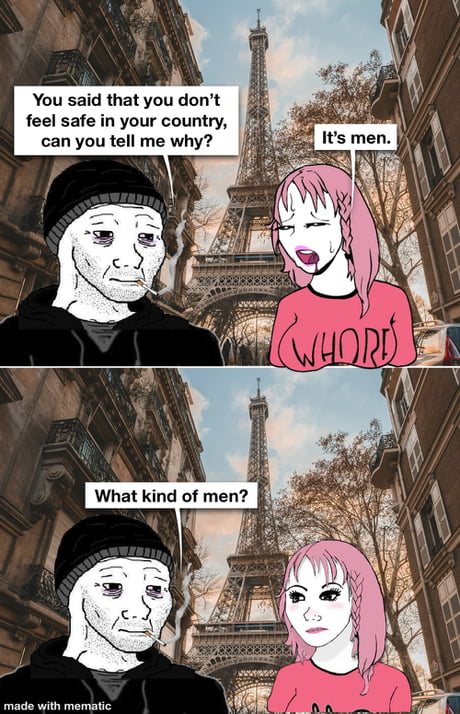 You said that you don't
feel safe in your country,
can you tell me why?
It's men.
WHORE
What kind of men?
made with mematic